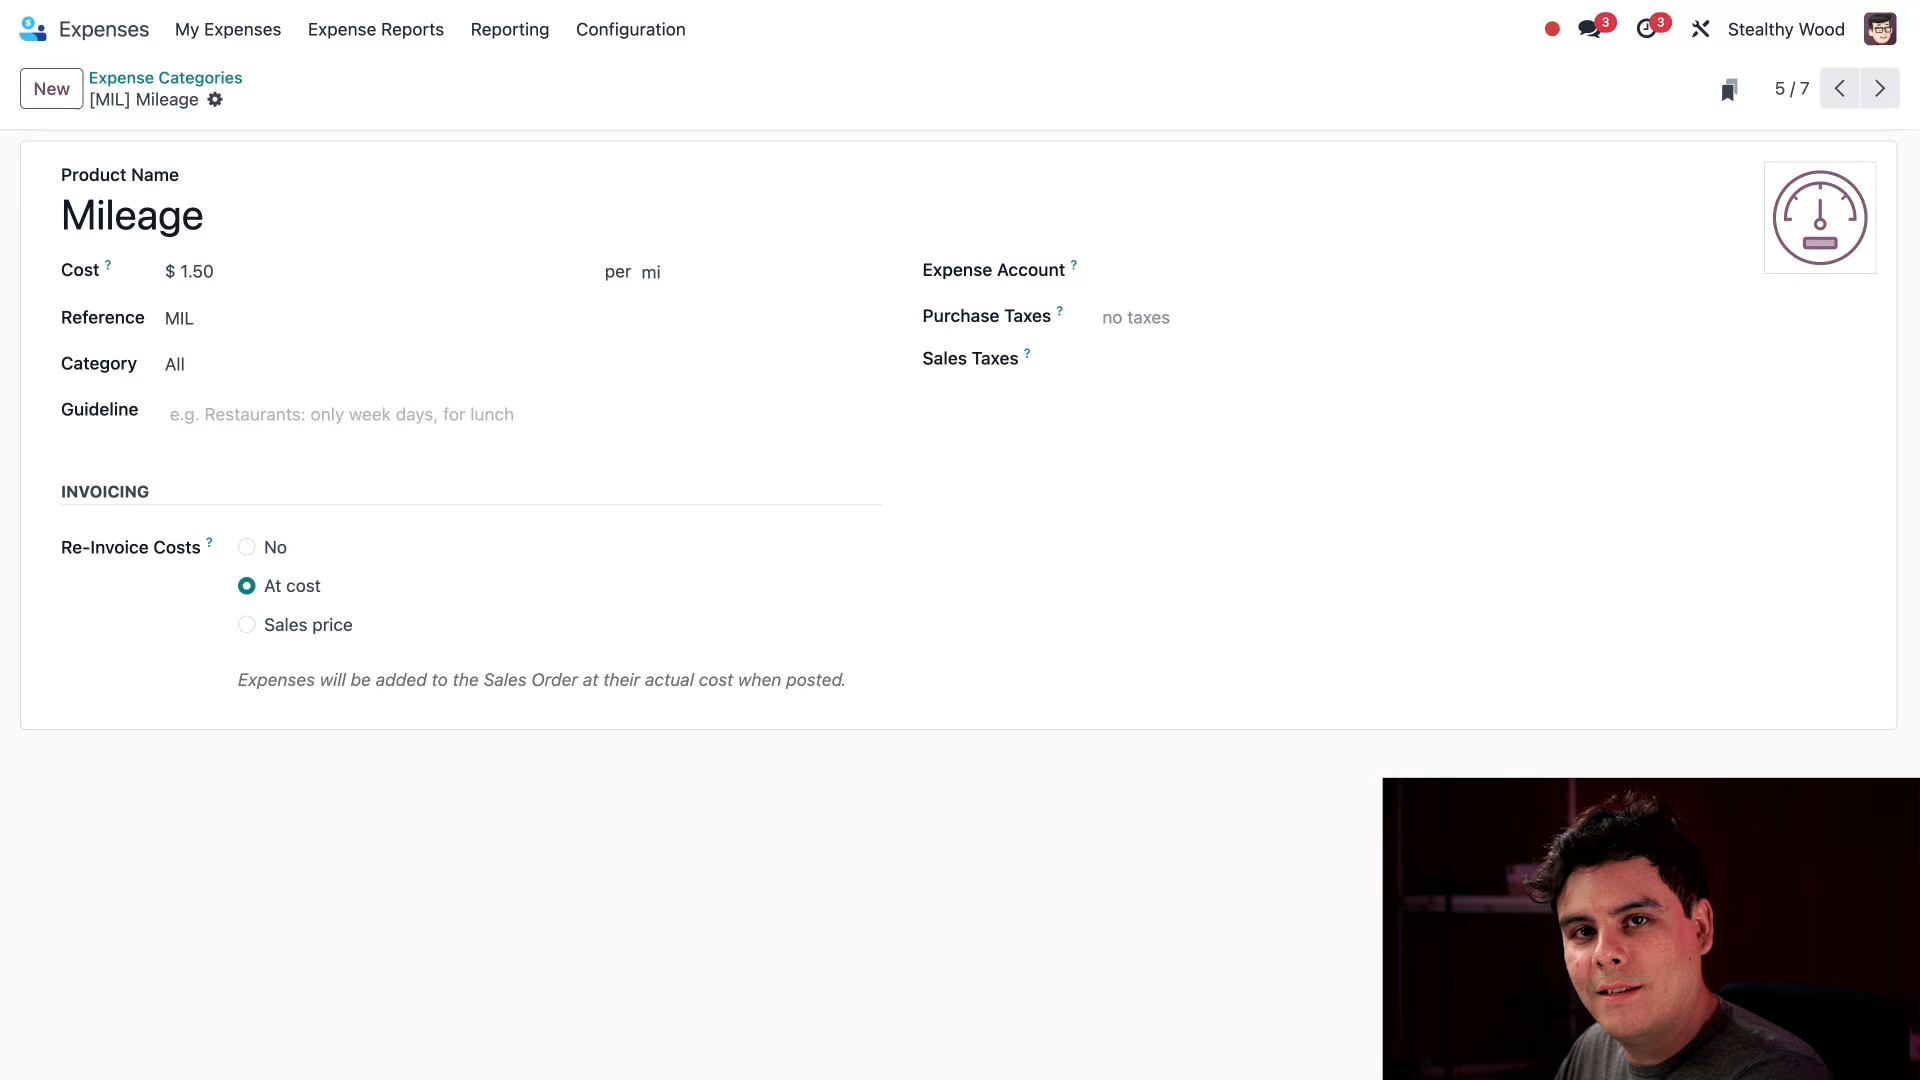 Expenses My Expenses Expense Reports Reporting Configuration 3 3 Stealthy Wood
New Expense Categories
[MIL] Mileage
5 / 7
Product Name
Mileage
Cost ? $ 1.50 per mi
Reference MIL
Category All
Guideline e.g. Restaurants: only week days, for lunch
Expense Account ?
Purchase Taxes ? no taxes
Sales Taxes ?
INVOICING
Re-Invoice Costs ? No
At cost
Sales price
Expenses will be added to the Sales Order at their actual cost when posted.